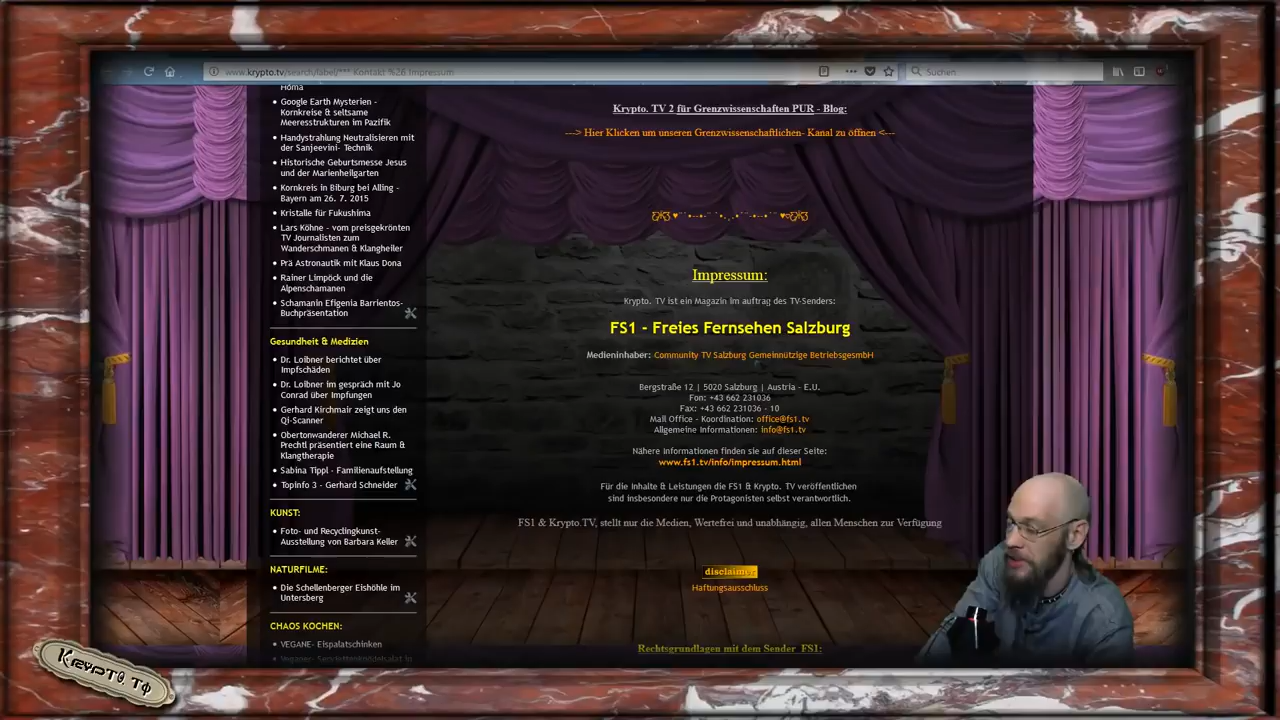 www.krypto.tv/search/label/*** Kontakt %26 Impressum
Suchen
Homa
Google Earth Mysterien -
Kornkreise & seltsame
Meeresstrukturen im Pazifik
Handystrahlung Neutralisieren mit
der Sanjeevini- Technik
Historische Geburtsmesse Jesus
und der Marienheilgarten
Kornkreis in Biburg bei Alling -
Bayern am 26. 7. 2015
Kristalle für Fukushima
Lars Köhne - vom preisgekrönten
TV Journalisten zum
Wanderschmanen & Klangheiler
Prä Astronautik mit Klaus Dona
Rainer Limpöck und die
Alpenschamanen
Schamanin Efigenia Barrientos-
Buchpräsentation
Gesundheit & Medizien
Dr. Loibner berichtet über
Impfschäden
Dr. Loibner im gespräch mit Jo
Conrad über Impfungen
Gerhard Kirchmair zeigt uns den
Qi-Scanner
Obertonwanderer Michael R.
Prechtl präsentiert eine Raum &
Klangtherapie
Sabina Tippl - Familienaufstellung
Topinfo 3 - Gerhard Schneider
KUNST:
Foto- und Recyclingkunst-
Ausstellung von Barbara Keller
NATURFILME:
Die Schellenberger Eishöhle im
Untersberg
CHAOS KOCHEN:
VEGANE- Eispalatschinken
Veganer- Serviettenknödelsalat in
Krypto. TV 2 für Grenzwissenschaften PUR - Blog:
---> Hier Klicken um unseren Grenzwissenschaftlichen- Kanal zu öffnen <---
Impressum:
Krypto. TV ist ein Magazin im auftrag des TV-Senders:
FS1 - Freies Fernsehen Salzburg
Medieninhaber: Community TV Salzburg Gemeinnützige BetriebsgesmbH
Bergstraße 12 | 5020 Salzburg | Austria - E.U.
Fon: +43 662 231036
Fax: +43 662 231036 - 10
Mail Office - Koordination: office@fs1.tv
Allgemeine Informationen: info@fs1.tv
Nähere Informationen finden sie auf dieser Seite:
www.fs1.tv/info/impressum.html
Für die Inhalte & Leistungen die FS1 & Krypto. TV veröffentlichen
sind insbesondere nur die Protagonisten selbst verantwortlich.
FS1 & Krypto.TV, stellt nur die Medien, Wertefrei und unabhängig, allen Menschen zur Verfügung
disclaimer
Haftungsausschluss
Rechtsgrundlagen mit dem Sender FS1:
Krypto. TV